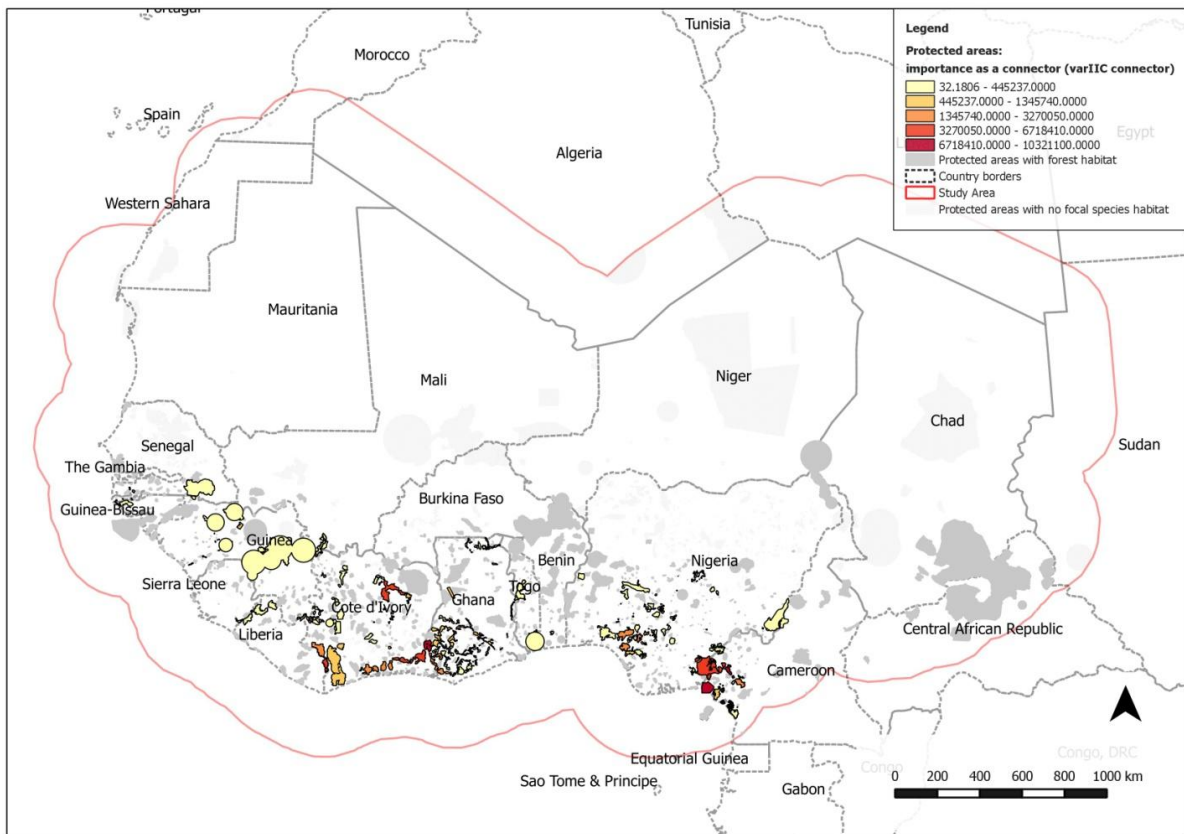 Portugal
Tunisia
Morocco
Spain
Algeria
Western Sahara
Egypt
Legend
Protected areas:
importance as a connector (varIIC connector)
32.1806 - 445237.0000
445237.0000 - 1345740.0000
1345740.0000 - 3270050.0000
3270050.0000 - 6718410.0000
6718410.0000 - 10321100.0000
Protected areas with forest habitat
Country borders
Study Area
Protected areas with no focal species habitat
Mauritania
Mali
Niger
Chad
Sudan
Senegal
The Gambia
Guinea-Bissau
Burkina Faso
Guinea
Benin
Nigeria
Sierra Leone
Togo
Cote d'Ivory
Ghana
Liberia
Central African Republic
Cameroon
Equatorial Guinea
Sao Tome & Principe
Congo
Congo, DRC
Gabon
0 200 400 600 800 1000 km